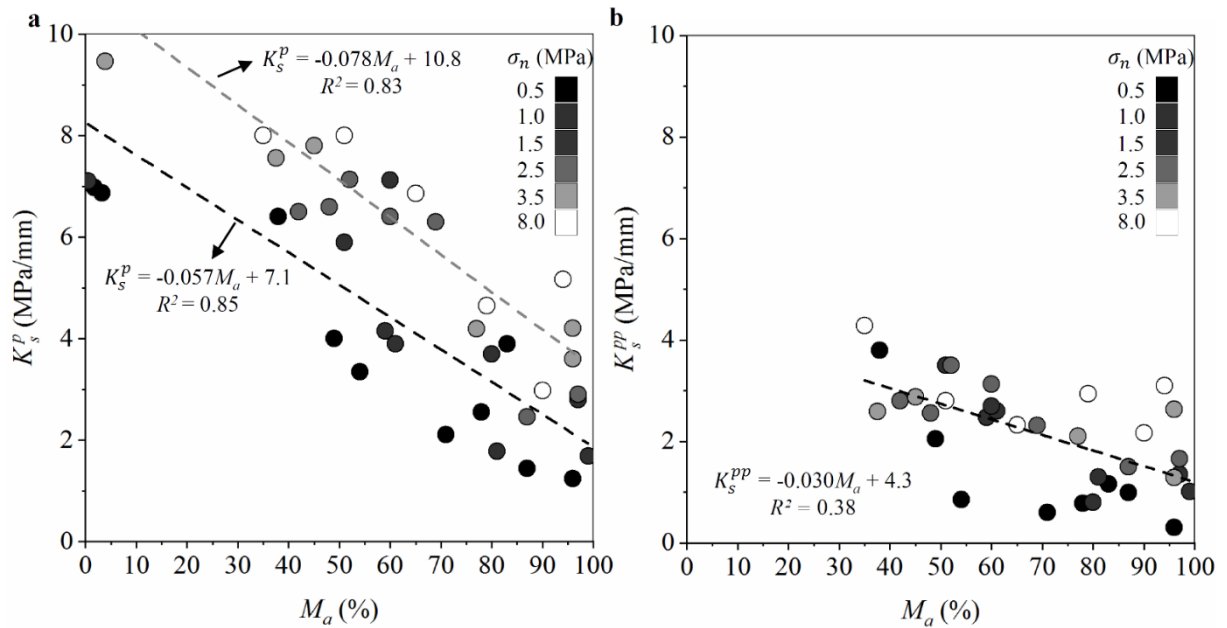 a
10
8
6
4
2
0
K_s^p (MPa/mm)
K_s^p = -0.078M_a + 10.8
R² = 0.83
K_s^p = -0.057M_a + 7.1
R² = 0.85
σ_n (MPa)
0.5
1.0
1.5
2.5
3.5
8.0
0 10 20 30 40 50 60 70 80 90 100
M_a (%)
b
10
8
6
4
2
0
K_s^pp (MPa/mm)
σ_n (MPa)
0.5
1.0
1.5
2.5
3.5
8.0
K_s^pp = -0.030M_a + 4.3
R² = 0.38
0 10 20 30 40 50 60 70 80 90 100
M_a (%)